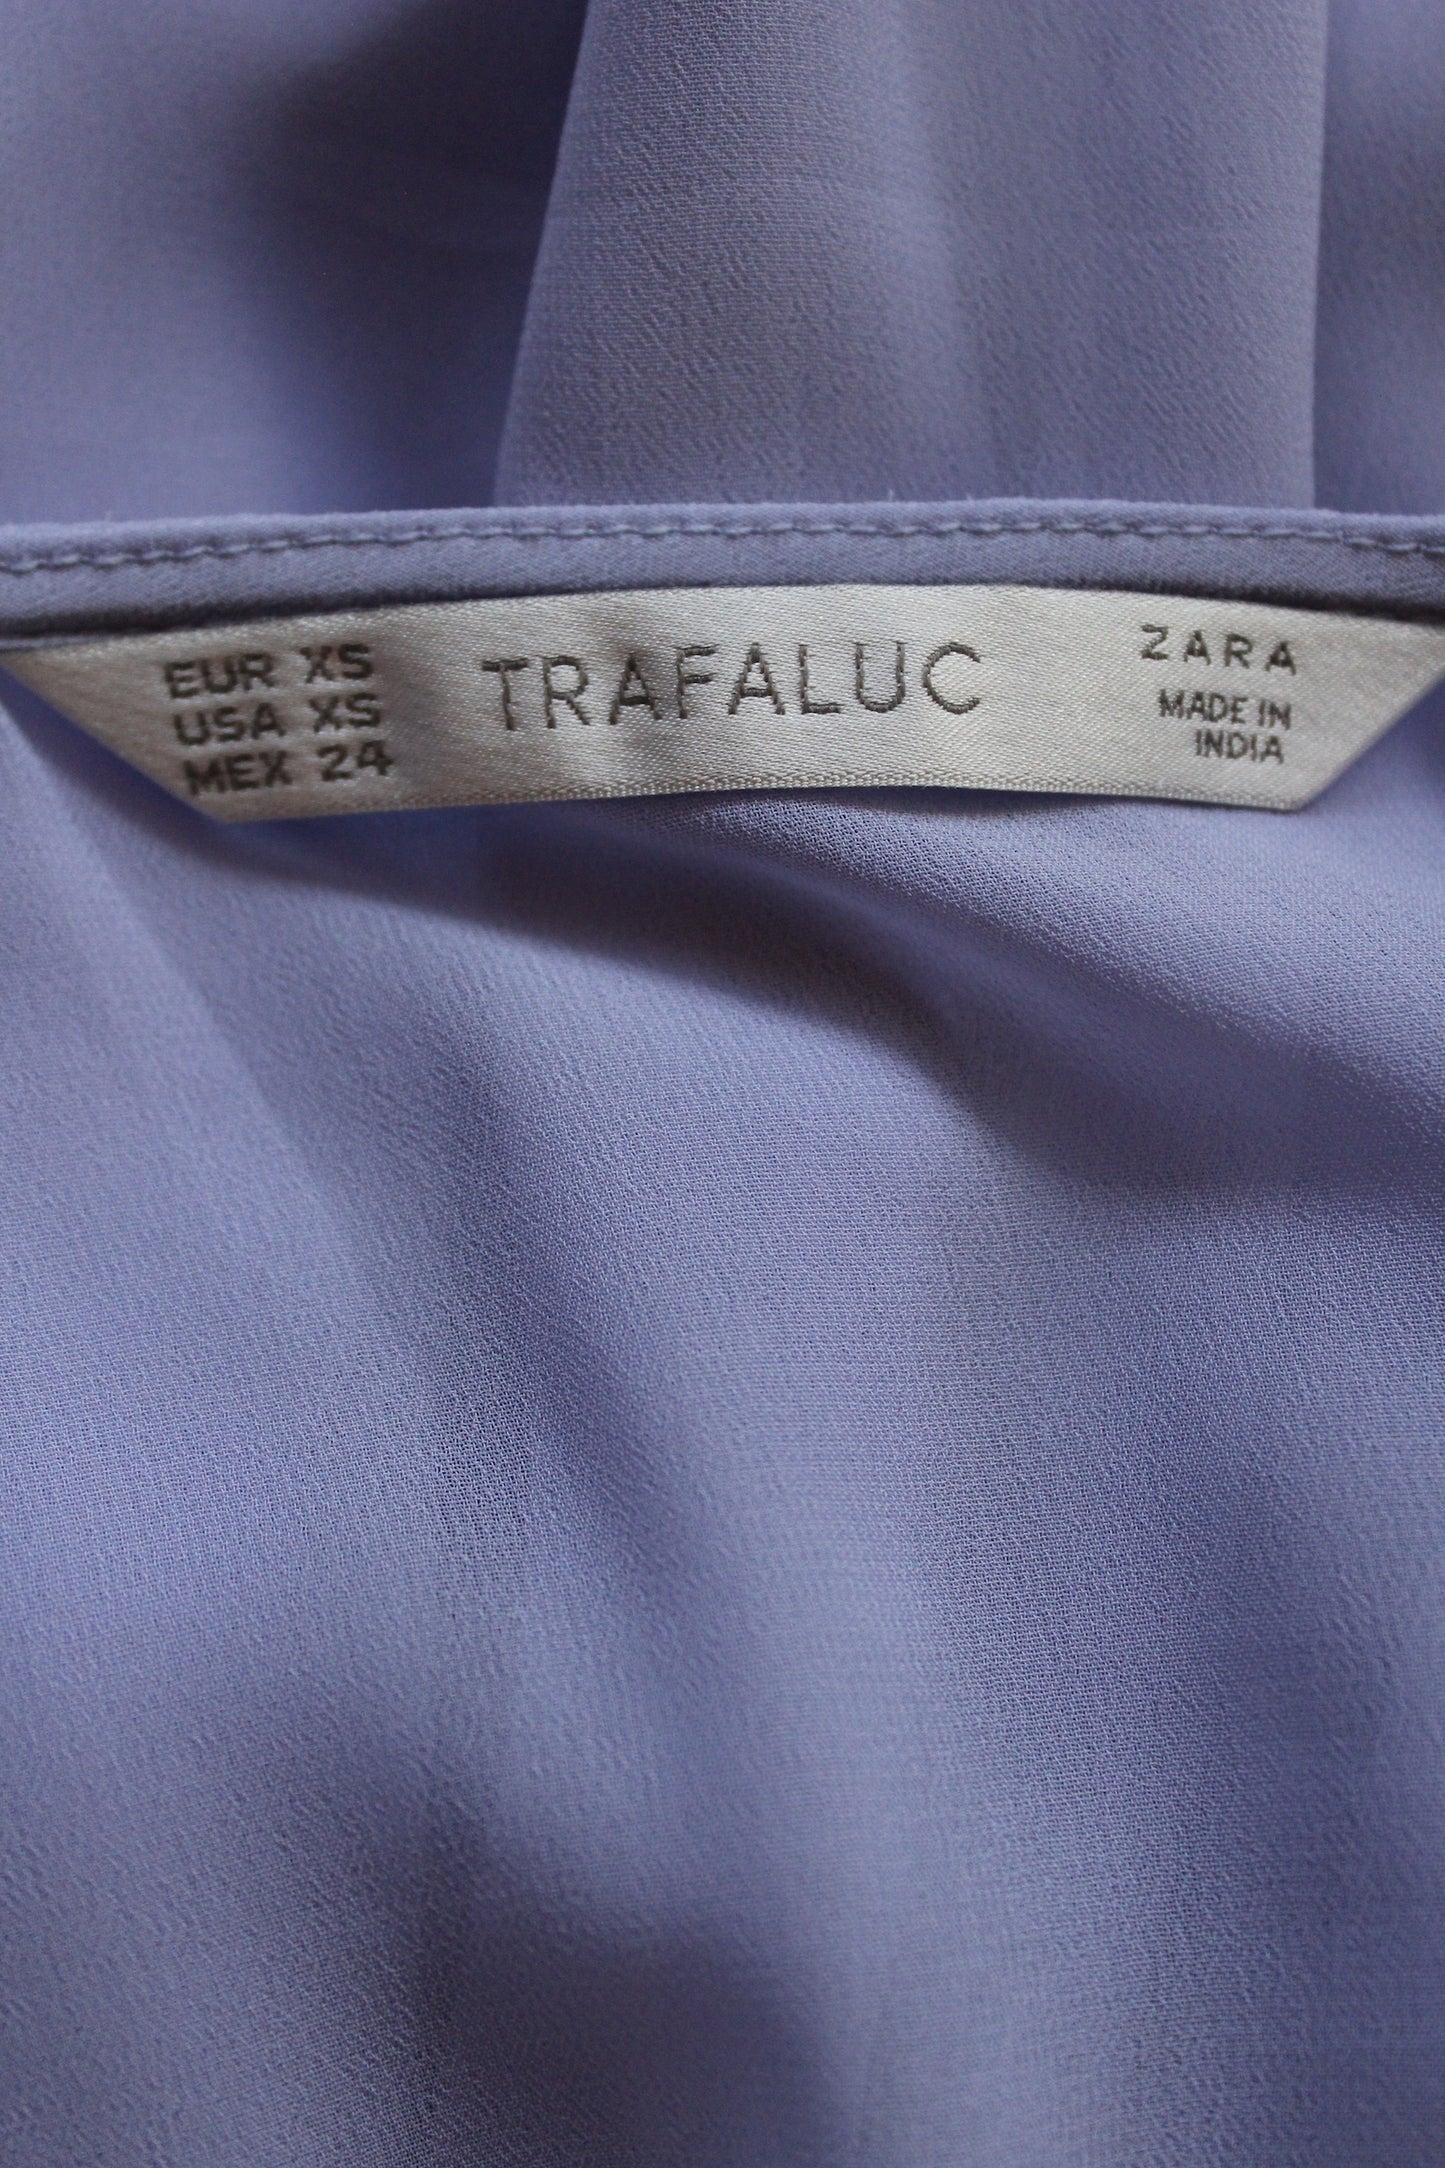 EUR XS
USA XS
MEX 24
TRAFALUC
ZARA
MADE IN
INDIA